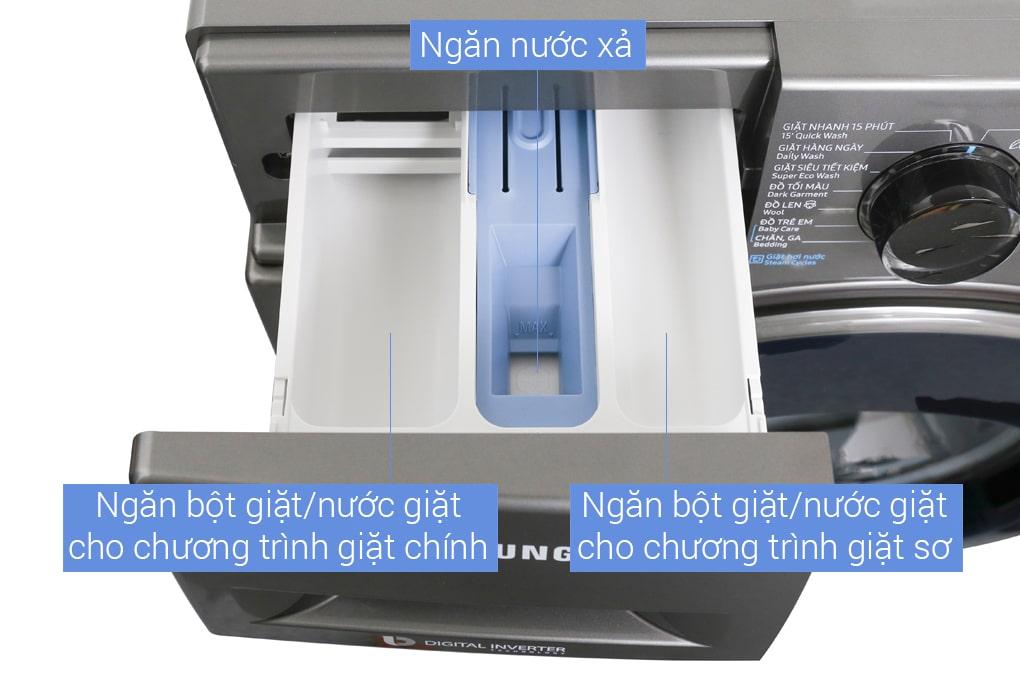 Ngăn nước xả
GIẶT NHANH 15 PHÚT
15' Quick Wash
GIẶT HÀNG NGÀY
Daily Wash
GIẶT SIÊU TIẾT KIỆM
Super Eco Wash
ĐỒ TỐI MÀU
Dark Garment
ĐỒ LEN
Wool
ĐỒ TRẺ EM
Baby Care
CHĂN, GA
Bedding
Giặt hơi nước
Steam Cycles
MAX
Ngăn bột giặt/nước giặt
cho chương trình giặt chính
Ngăn bột giặt/nước giặt
cho chương trình giặt sơ
UNG
DIGITAL INVERTER
TECHNOLOGY